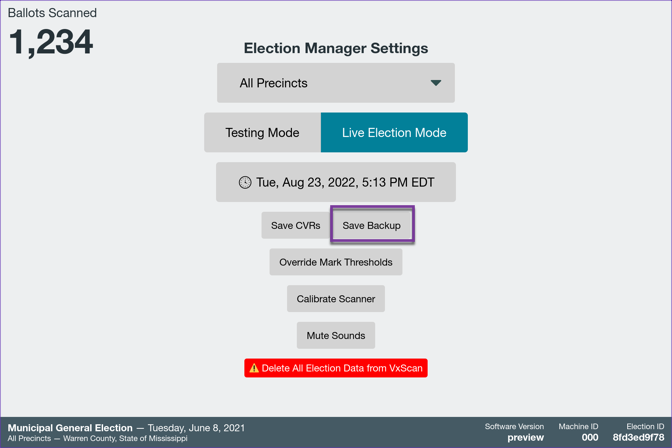 Ballots Scanned
1,234
Election Manager Settings
All Precincts
Testing Mode
Live Election Mode
Tue, Aug 23, 2022, 5:13 PM EDT
Save CVRs
Save Backup
Override Mark Thresholds
Calibrate Scanner
Mute Sounds
Delete All Election Data from VxScan
Municipal General Election — Tuesday, June 8, 2021
All Precincts — Warren County, State of Mississippi
Software Version
preview
Machine ID
000
Election ID
8fd3ed9f78